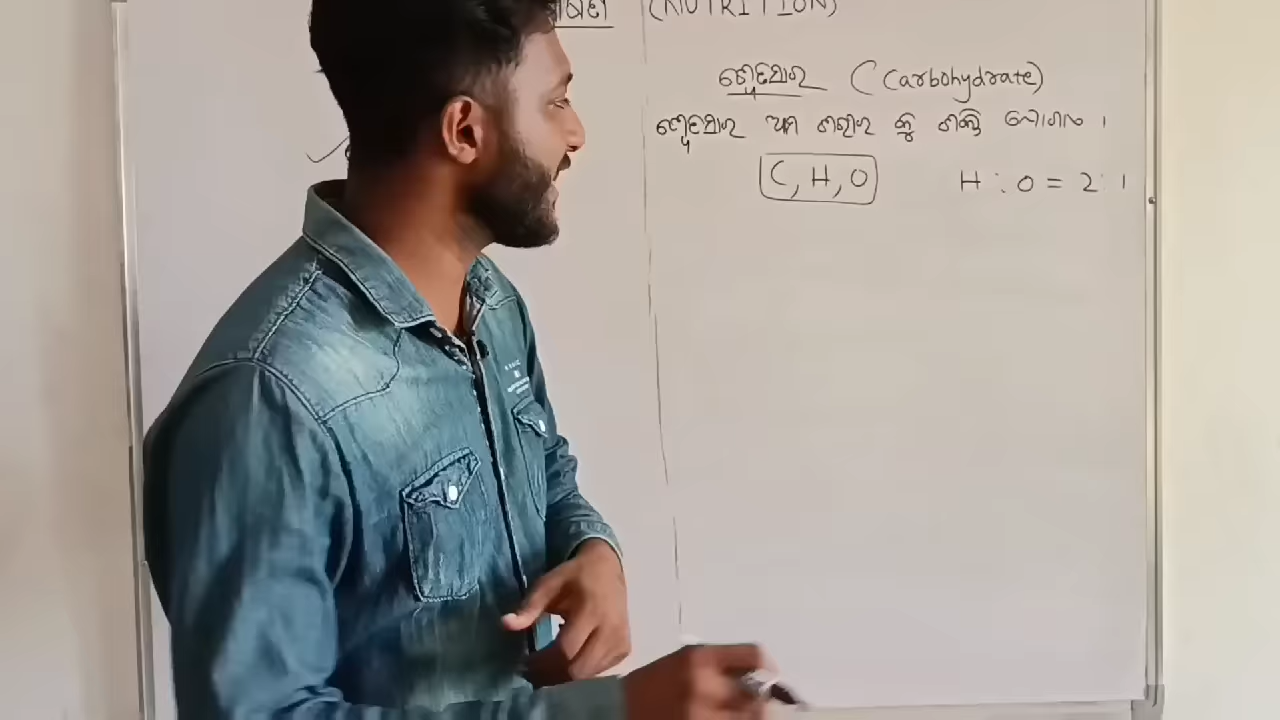 (NUTRITION)
ଶ୍ୱେତସାର (Carbohydrate)
ଶ୍ୱେତସାର ଆମ ଶରୀର କୁ ଶକ୍ତି ଯୋଗାଏ ।
C, H, O H : O = 2 : 1